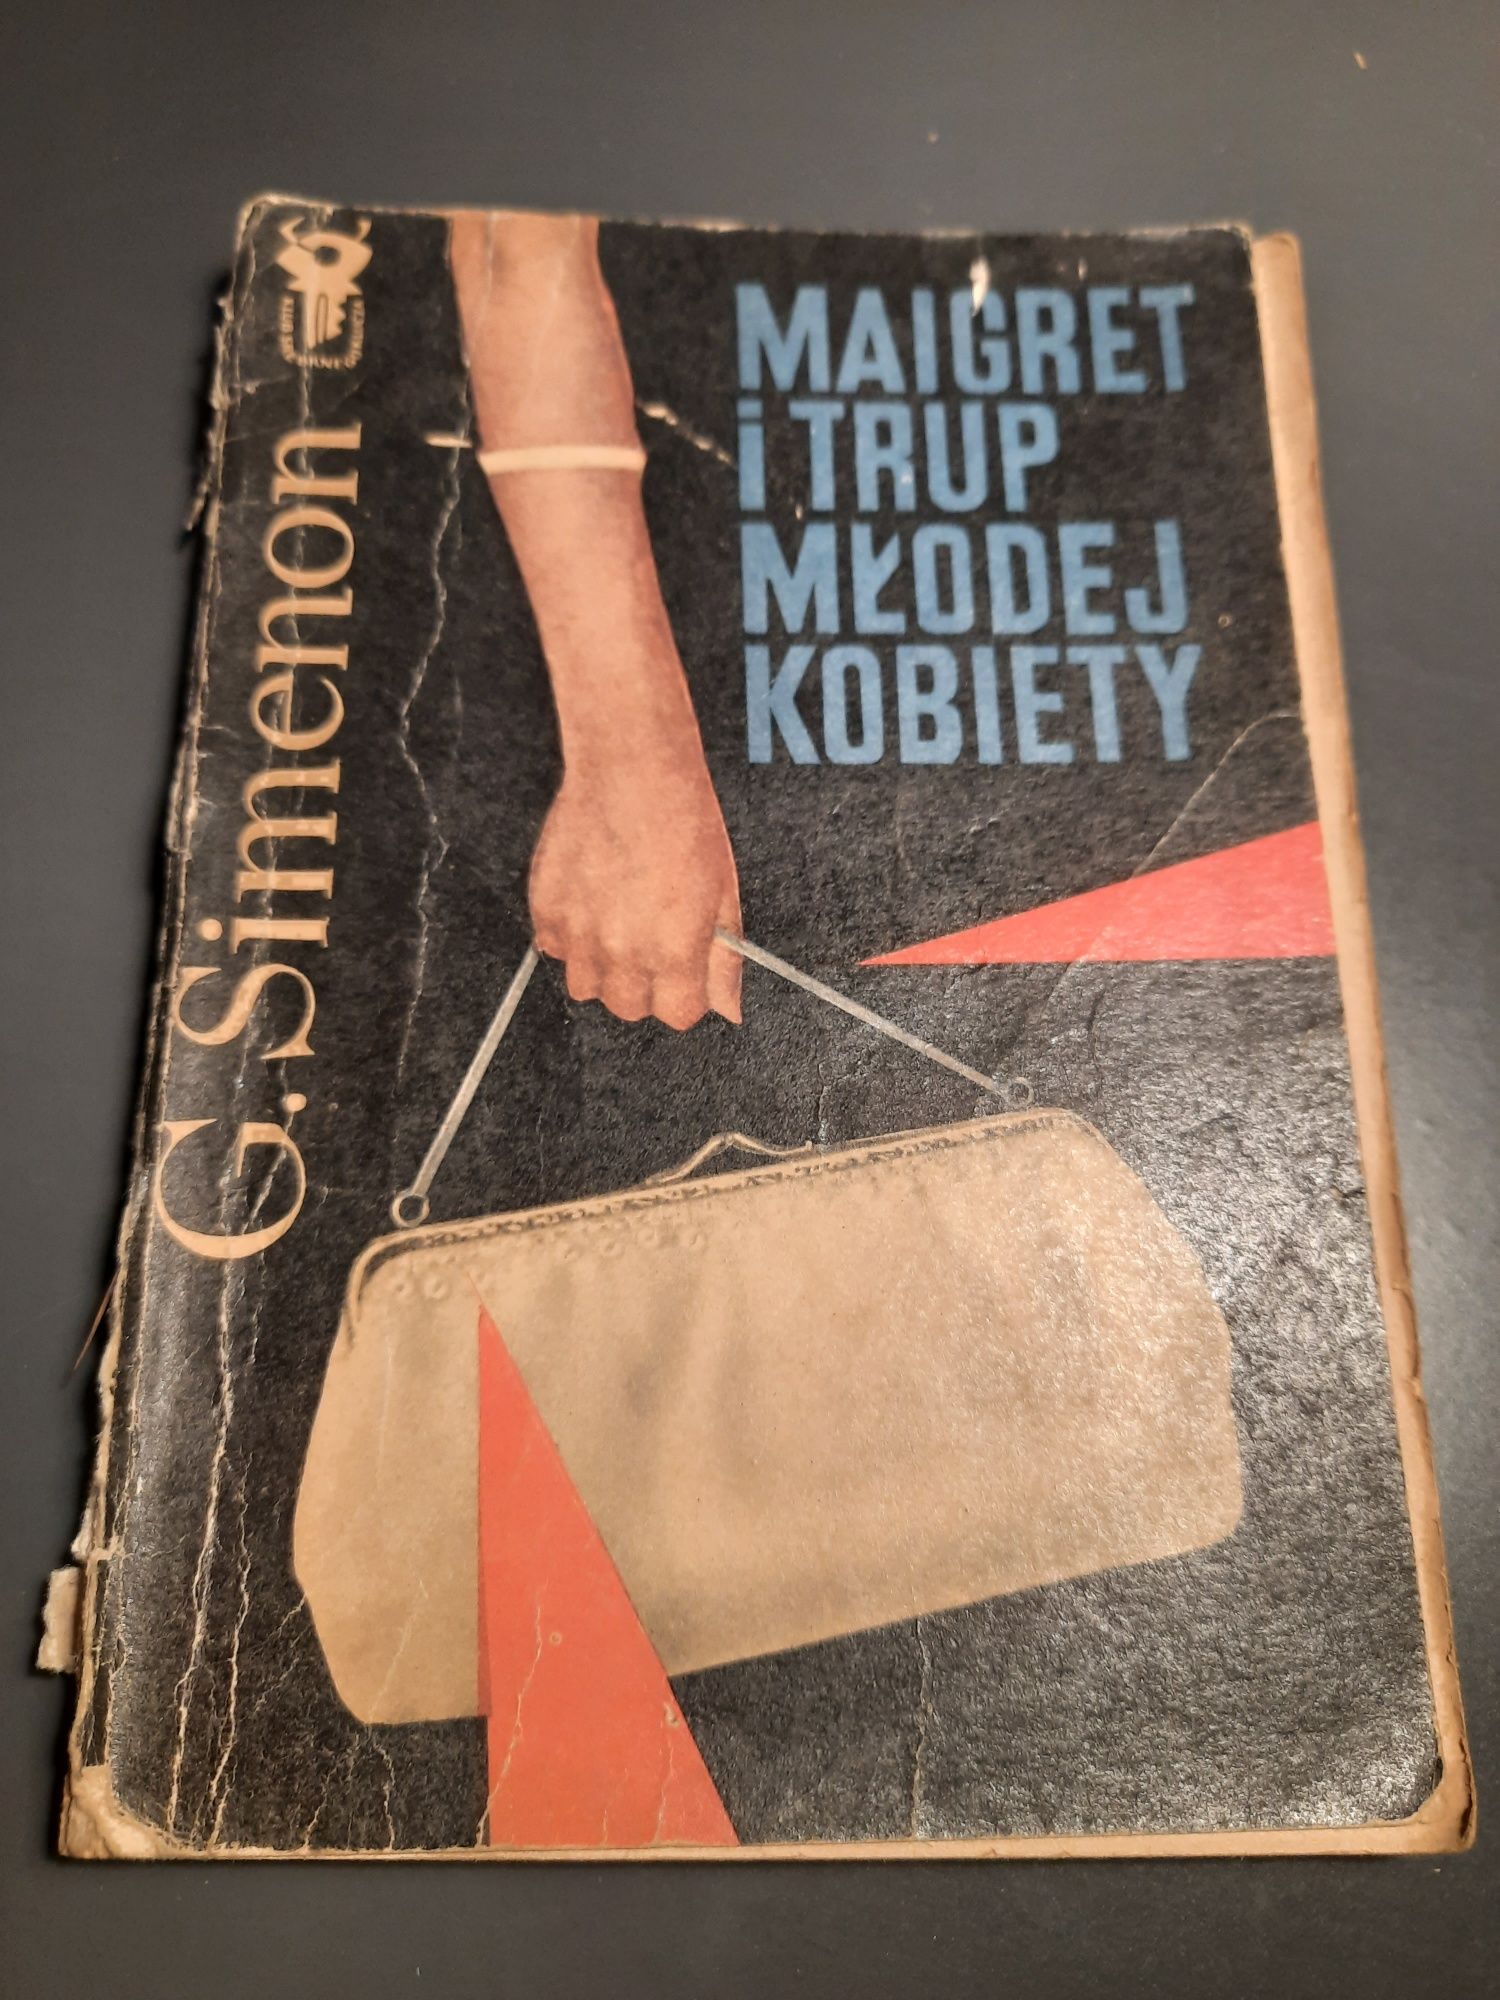 G. Simenon
MAIGRET
i TRUP
MŁODEJ
KOBIETY